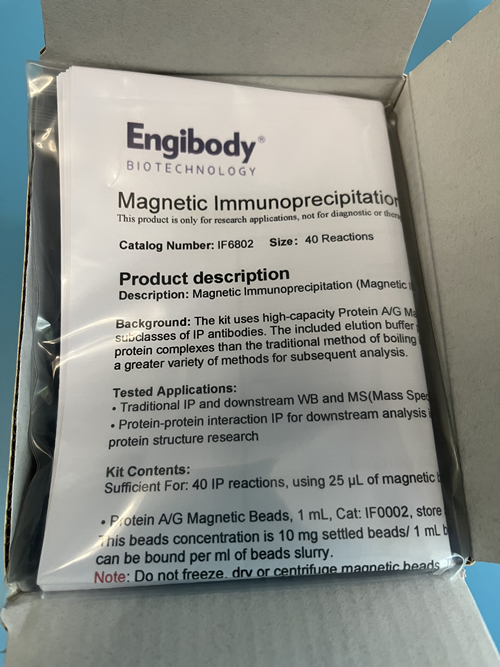 Engibody®
BIOTECHNOLOGY
Magnetic Immunoprecipitation
This product is only for research applications, not for diagnostic or
Catalog Number: IF6802 Size: 40 Reactions
Product description
Description: Magnetic Immunoprecipitation (Magnetic
Background: The kit uses high-capacity Protein A/G
subclasses of IP antibodies. The included elution buffer
protein complexes than the traditional method of boiling
a greater variety of methods for subsequent analysis.
Tested Applications:
• Traditional IP and downstream WB and MS(Mass
• Protein-protein interaction IP for downstream analysis
protein structure research
Kit Contents:
Sufficient For: 40 IP reactions, using 25 µL of magnetic
• Protein A/G Magnetic Beads, 1 mL, Cat: IF0002, store
This beads concentration is 10 mg settled beads/ 1 mL
can be bound per ml of beads slurry.
Note: Do not freeze, dry or centrifuge magnetic beads